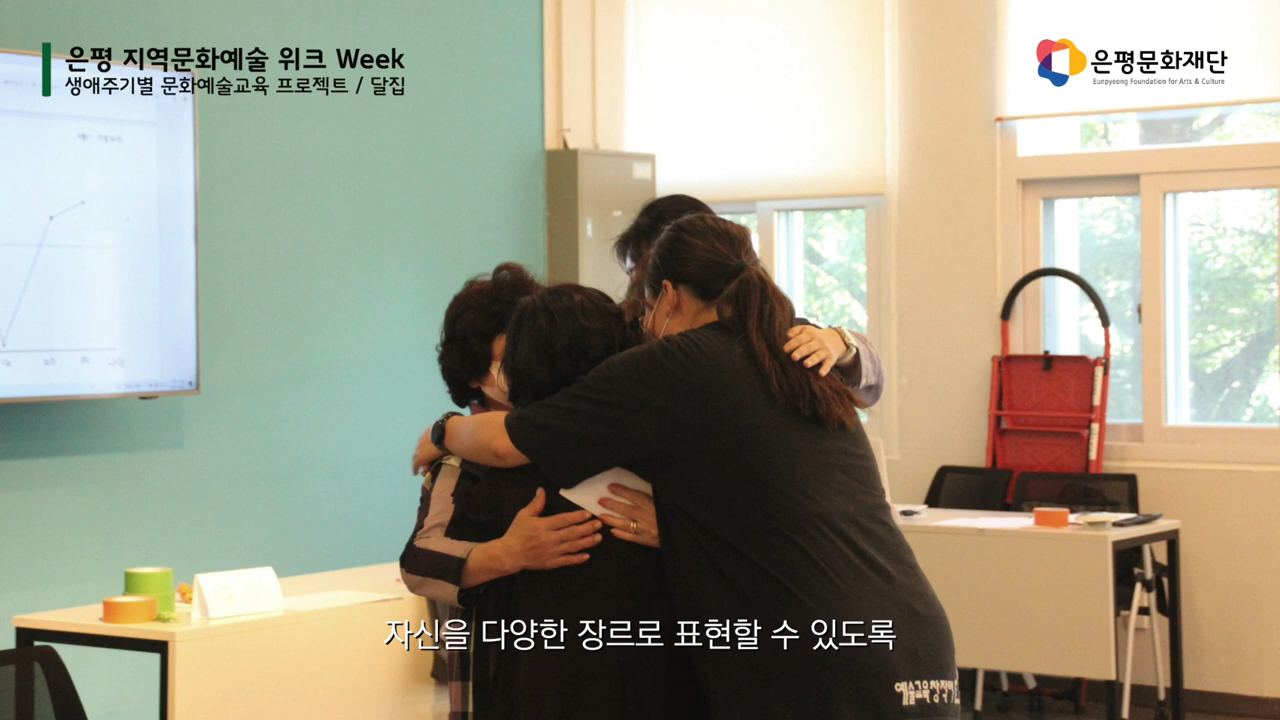 은평 지역문화예술 위크 Week
생애주기별 문화예술교육 프로젝트 / 달집
은평문화재단
Eunpyeong Foundation for Arts & Culture
자신을 다양한 장르로 표현할 수 있도록